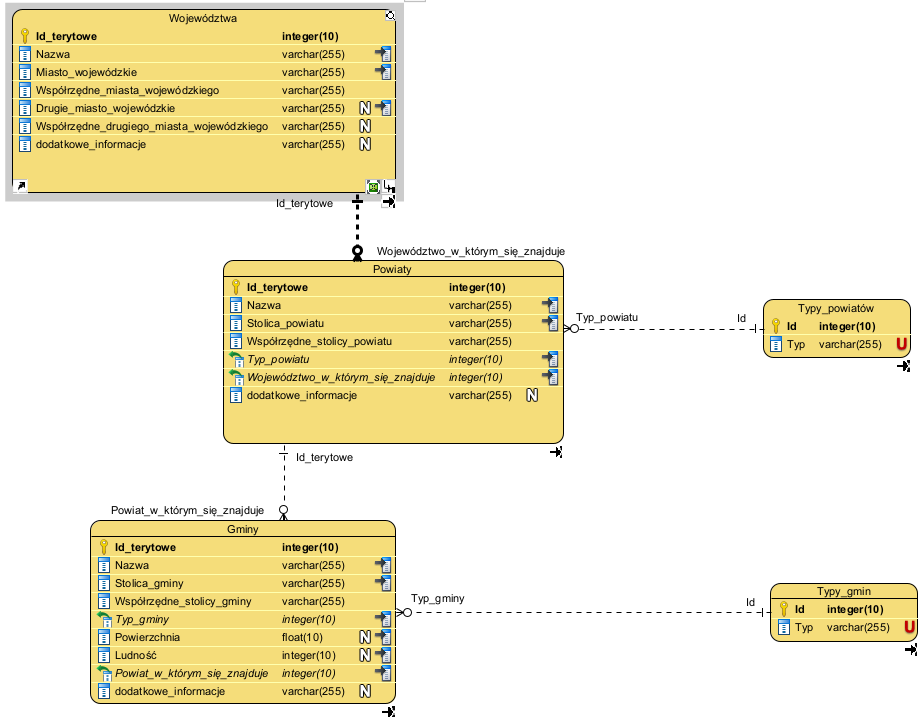 Województwa
Id_terytowe integer(10)
Nazwa varchar(255)
Miasto_wojewódzkie varchar(255)
Współrzędne_miasta_wojewódzkiego varchar(255)
Drugie_miasto_wojewódzkie varchar(255) N
Współrzędne_drugiego_miasta_wojewódzkiego varchar(255) N
dodatkowe_informacje varchar(255) N
Id_terytowe
Województwo_w_którym_się_znajduje
Powiaty
Id_terytowe integer(10)
Nazwa varchar(255)
Stolica_powiatu varchar(255)
Współrzędne_stolicy_powiatu varchar(255)
Typ_powiatu integer(10)
Województwo_w_którym_się_znajduje integer(10)
dodatkowe_informacje varchar(255) N
Typ_powiatu Id
Typy_powiatów
Id integer(10)
Typ varchar(255) U
Id_terytowe
Powiat_w_którym_się_znajduje
Gminy
Id_terytowe integer(10)
Nazwa varchar(255)
Stolica_gminy varchar(255)
Współrzędne_stolicy_gminy varchar(255)
Typ_gminy integer(10)
Powierzchnia float(10) N
Ludność integer(10) N
Powiat_w_którym_się_znajduje integer(10)
dodatkowe_informacje varchar(255) N
Typ_gminy Id
Typy_gmin
Id integer(10)
Typ varchar(255) U